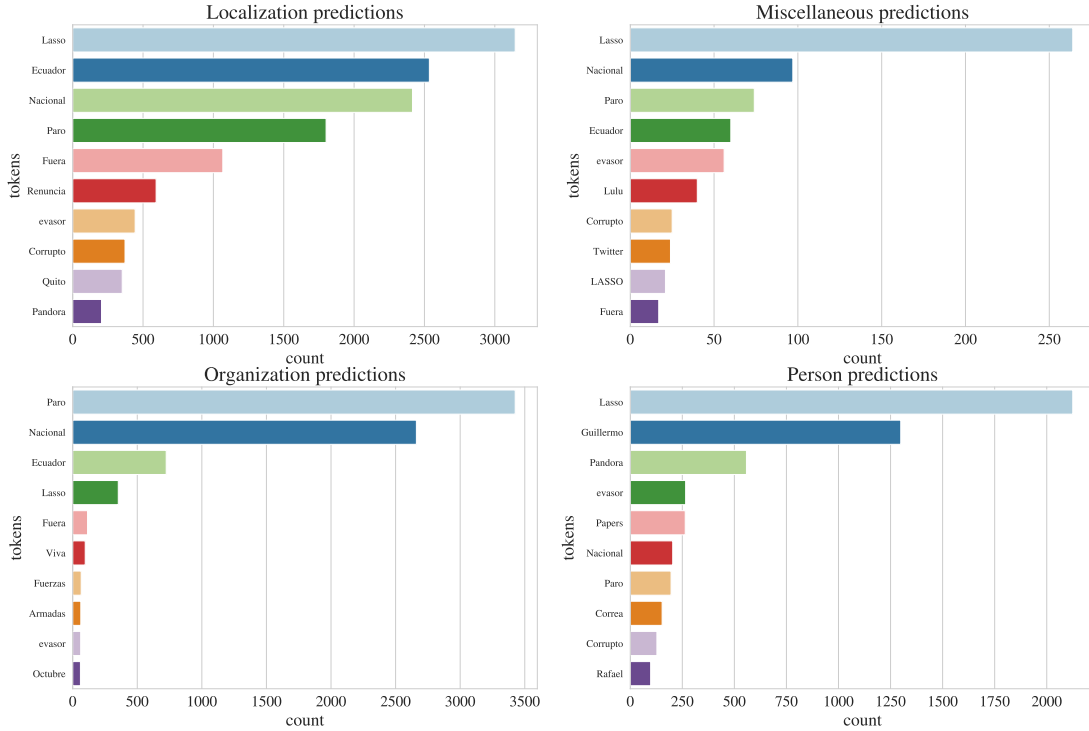 Localization predictions
Lasso
Ecuador
Nacional
Paro
Fuera
Renuncia
evasor
Corrupto
Quito
Pandora
tokens
0 500 1000 1500 2000 2500 3000
count
Miscellaneous predictions
Lasso
Nacional
Paro
Ecuador
evasor
Lulu
Corrupto
Twitter
LASSO
Fuera
tokens
0 50 100 150 200 250
count
Organization predictions
Paro
Nacional
Ecuador
Lasso
Fuera
Viva
Fuerzas
Armadas
evasor
Octubre
tokens
0 500 1000 1500 2000 2500 3000 3500
count
Person predictions
Lasso
Guillermo
Pandora
evasor
Papers
Nacional
Paro
Correa
Corrupto
Rafael
tokens
0 250 500 750 1000 1250 1500 1750 2000
count